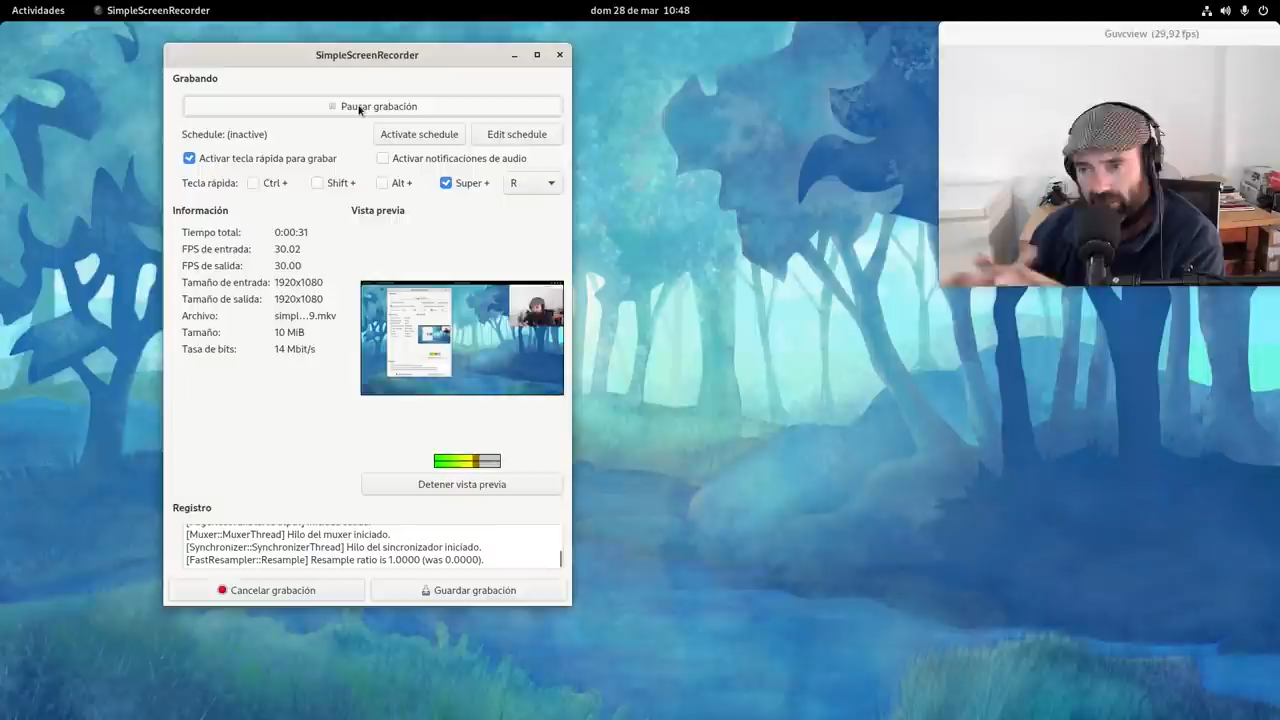 Actividades SimpleScreenRecorder dom 28 de mar 10:48
Guvcview (29,92 fps)
SimpleScreenRecorder
Grabando
Pausar grabación
Schedule: (inactive) Activate schedule Edit schedule
Activar tecla rápida para grabar Activar notificaciones de audio
Tecla rápida: Ctrl + Shift + Alt + Super + R
Información Vista previa
Tiempo total: 0:00:31
FPS de entrada: 30.02
FPS de salida: 30.00
Tamaño de entrada: 1920x1080
Tamaño de salida: 1920x1080
Archivo: simpl...9.mkv
Tamaño: 10 MiB
Tasa de bits: 14 Mbit/s
Detener vista previa
Registro
[Muxer::MuxerThread] Hilo del muxer iniciado.
[Synchronizer::SynchronizerThread] Hilo del sincronizador iniciado.
[FastResampler::Resample] Resample ratio is 1.0000 (was 0.0000).
Cancelar grabación Guardar grabación